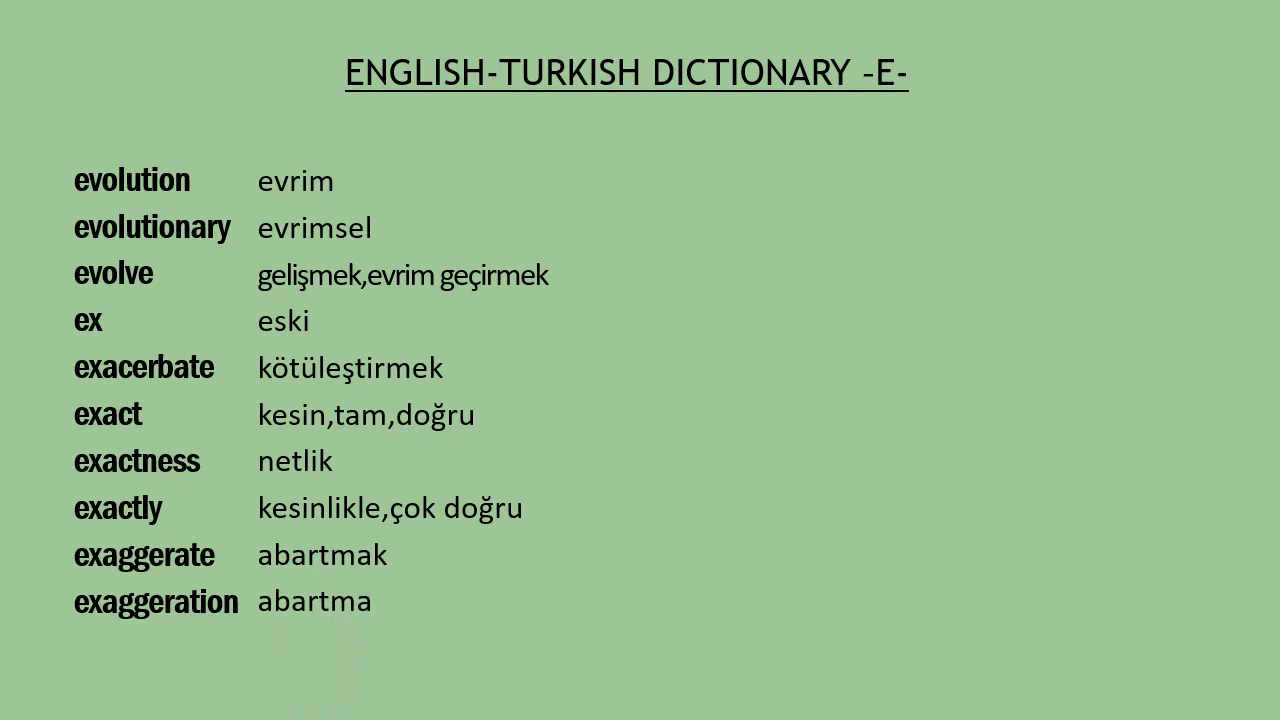 ENGLISH-TURKISH DICTIONARY –E-
evolution evrim
evolutionary evrimsel
evolve gelişmek,evrim geçirmek
ex eski
exacerbate kötüleştirmek
exact kesin,tam,doğru
exactness netlik
exactly kesinlikle,çok doğru
exaggerate abartmak
exaggeration abartma